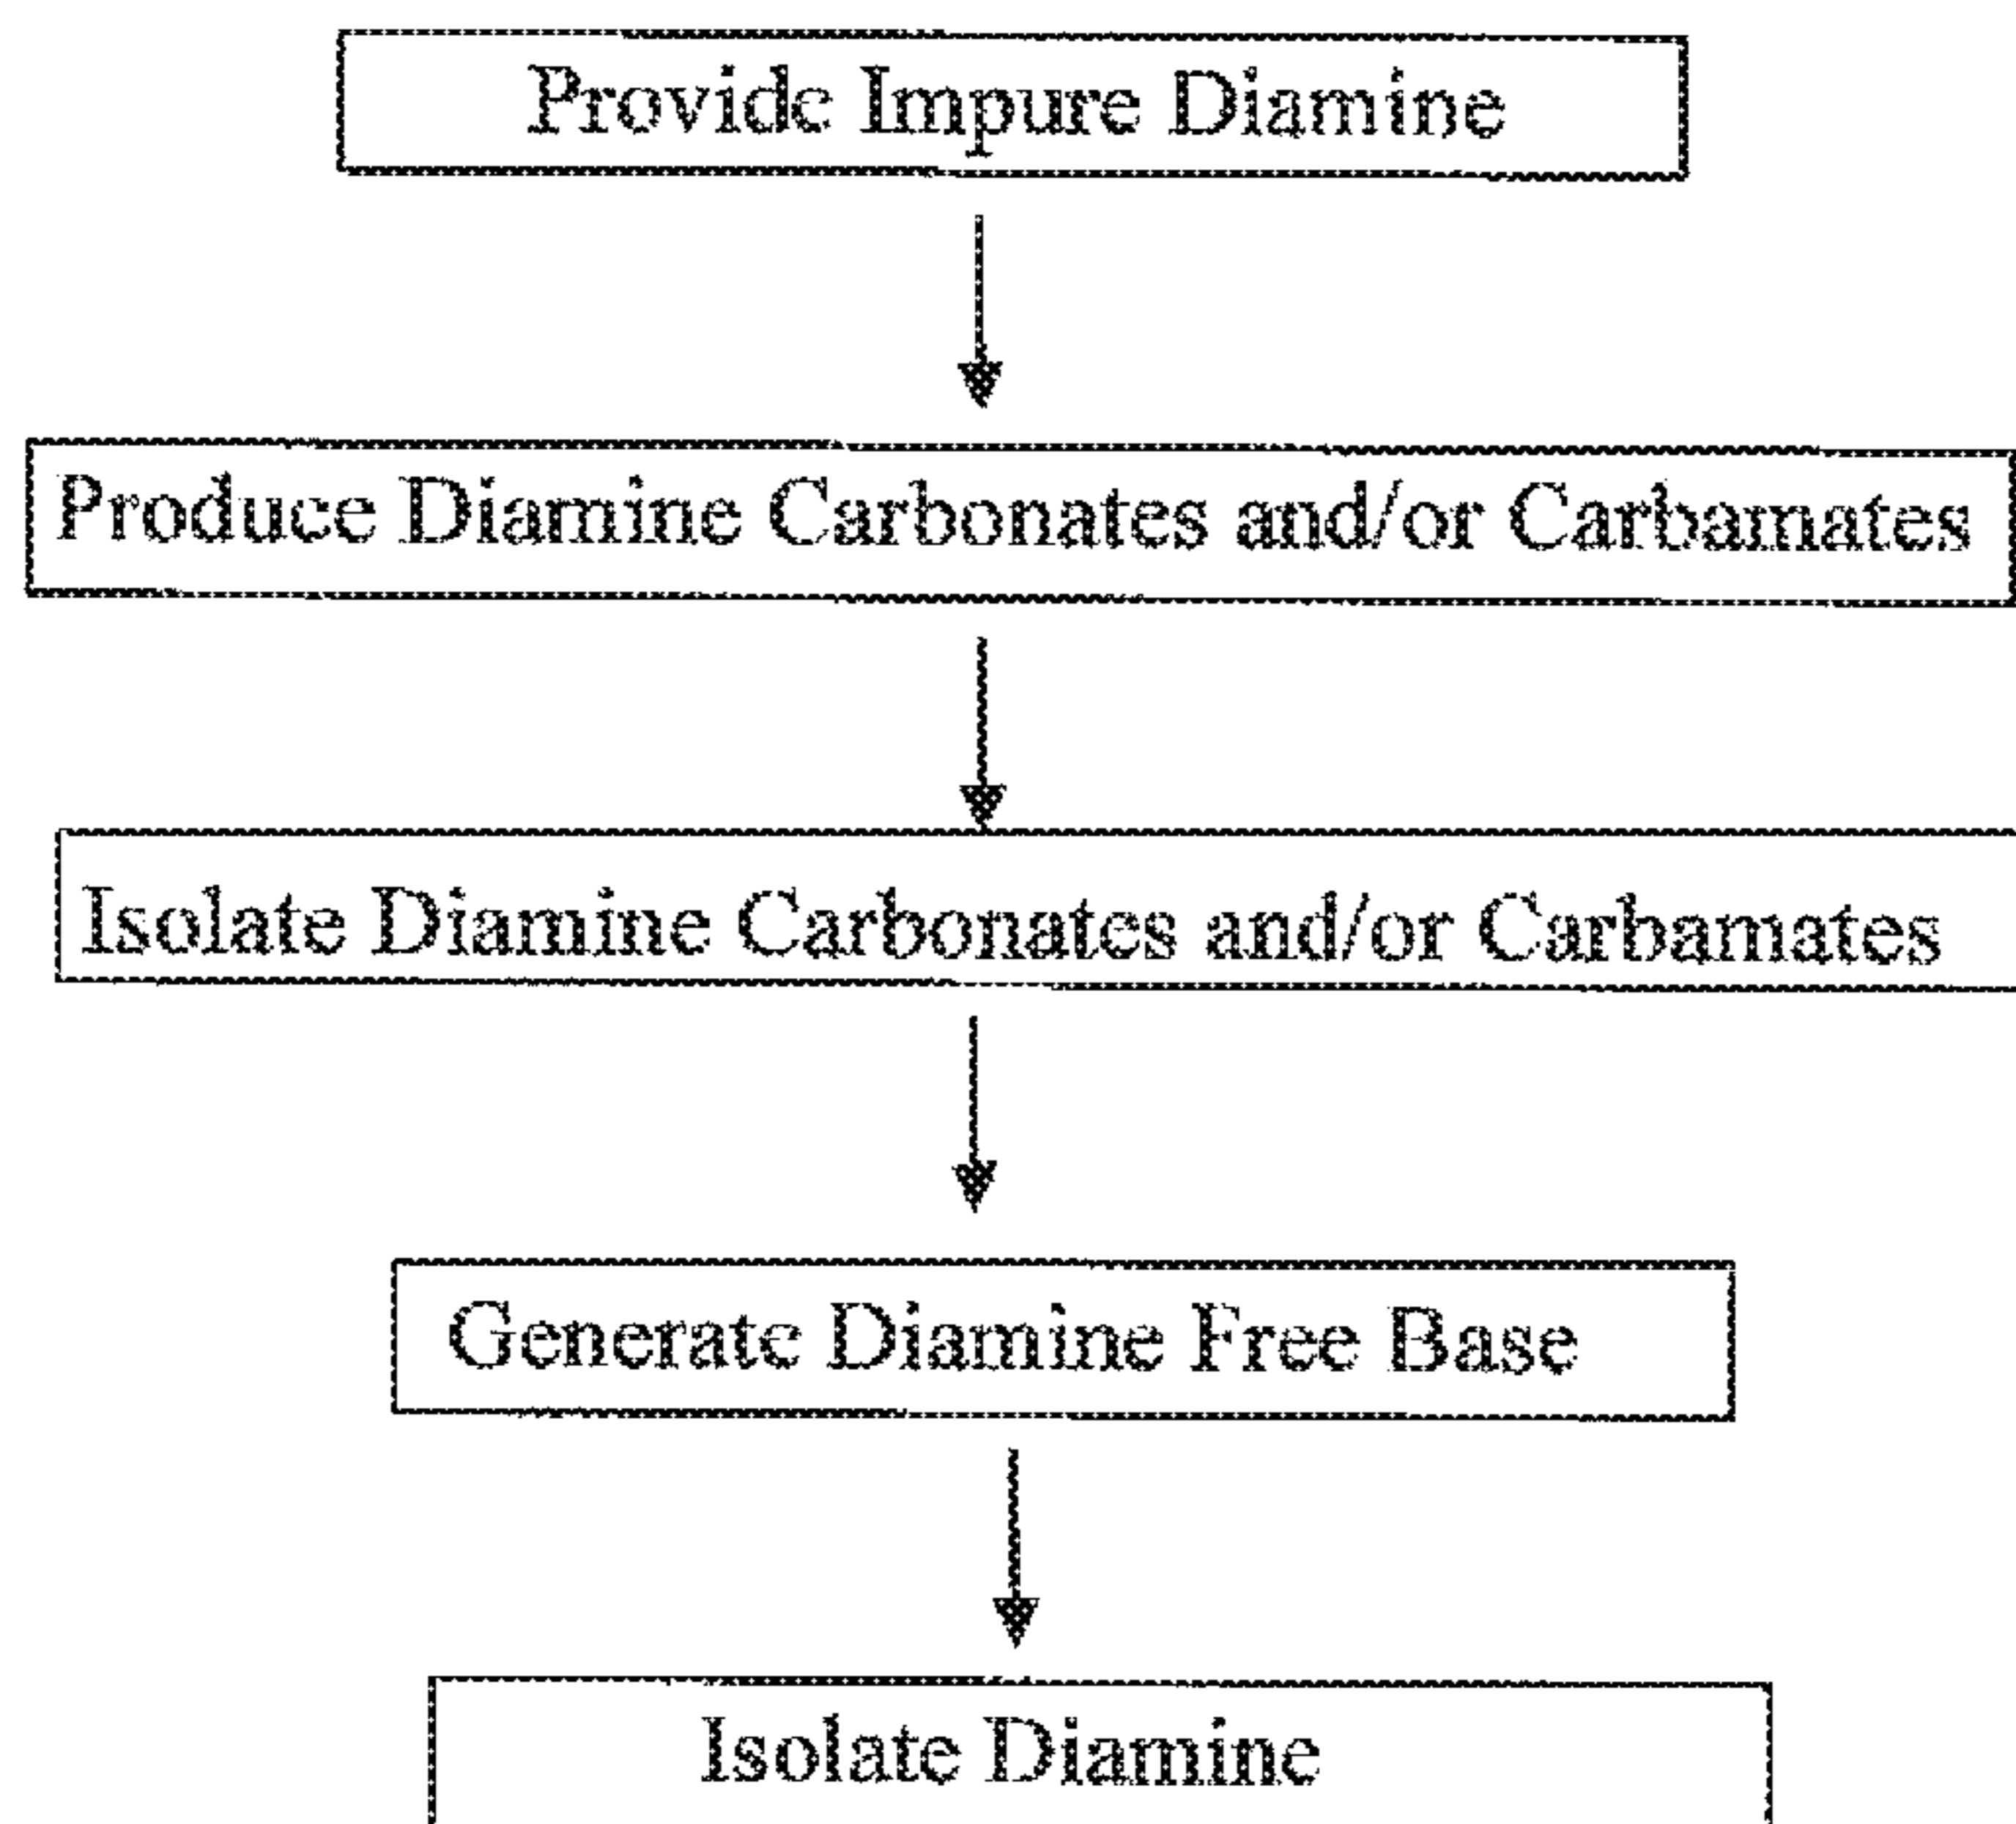 Provide Impure Diamine
Produce Diamine Carbonates and/or Carbamates
Isolate Diamine Carbonates and/or Carbamates
Generate Diamine Free Base
Isolate Diamine